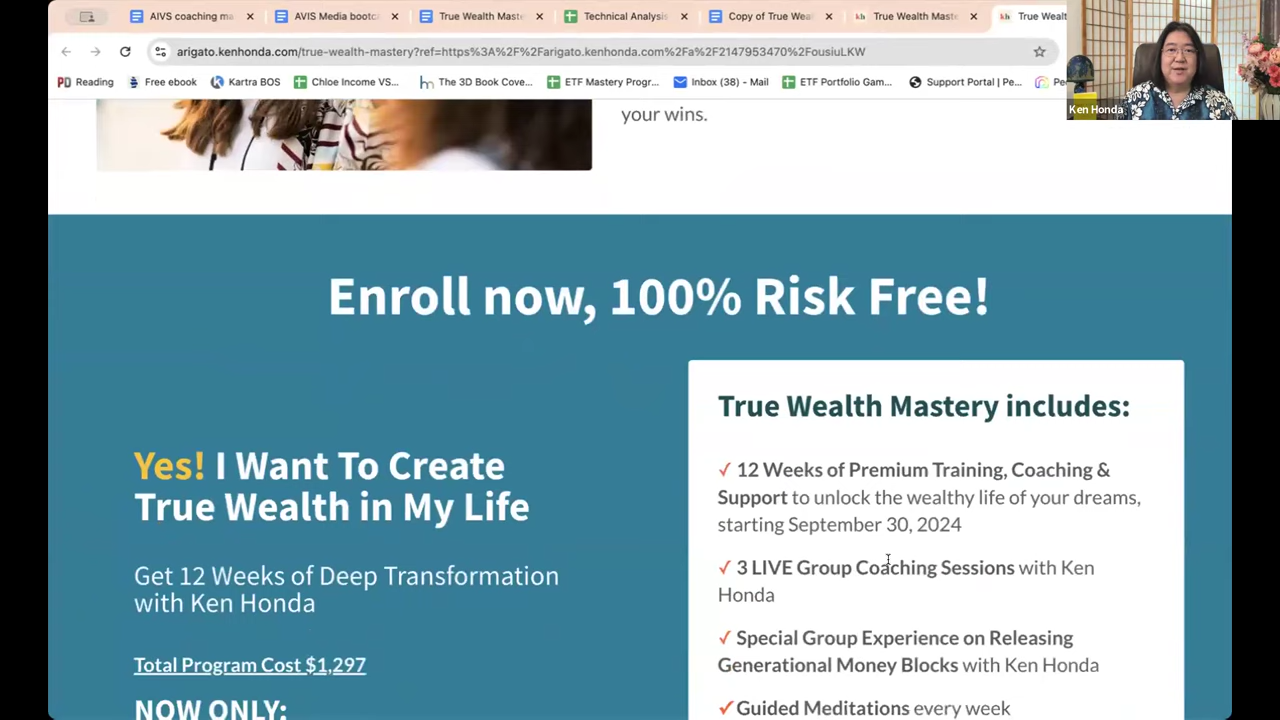 AIVS coaching ma
AVIS Media bootc
True Wealth Maste
Technical Analysis
Copy of True Wea
True Wealth Mast
True Wealt
arigato.kenhonda.com/true-wealth-mastery?ref=https%3A%2F%2Farigato.kenhonda.com%2Fa%2F2147953470%2FousiuLKW
Reading
Free ebook
Kartra BOS
Chloe Income VS...
The 3D Book Cove...
ETF Mastery Progr...
Inbox (38) - Mail
ETF Portfolio Gam...
Support Portal | Pe...
Pe
Ken Honda
your wins.
Enroll now, 100% Risk Free!
Yes! I Want To Create
True Wealth in My Life
Get 12 Weeks of Deep Transformation
with Ken Honda
Total Program Cost $1,297
NOW ONLY:
True Wealth Mastery includes:
✓ 12 Weeks of Premium Training, Coaching &
Support to unlock the wealthy life of your dreams,
starting September 30, 2024
✓ 3 LIVE Group Coaching Sessions with Ken
Honda
✓ Special Group Experience on Releasing
Generational Money Blocks with Ken Honda
✓ Guided Meditations every week